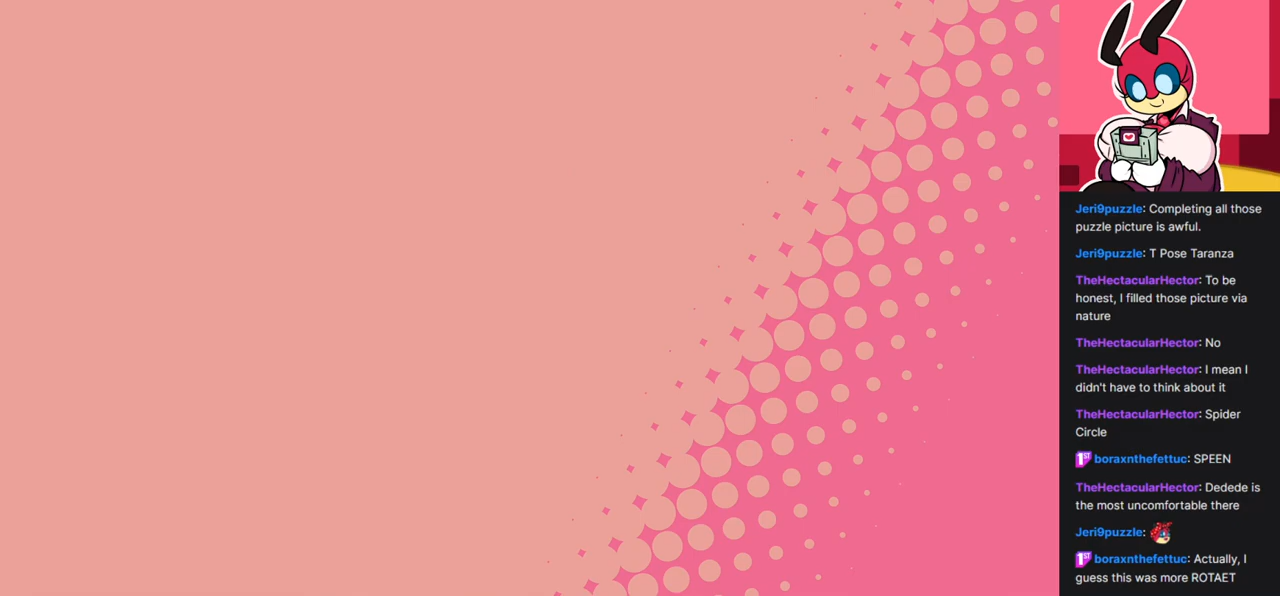 Jeri9puzzle: Completing all those
puzzle picture is awful.
Jeri9puzzle: T Pose Taranza
TheHectacularHector: To be
honest, I filled those picture via
nature
TheHectacularHector: No
TheHectacularHector: I mean I
didn't have to think about it
TheHectacularHector: Spider
Circle
1ST boraxnthefettuc: SPEEN
TheHectacularHector: Dedede is
the most uncomfortable there
Jeri9puzzle:
1ST boraxnthefettuc: Actually, I
guess this was more ROTAET